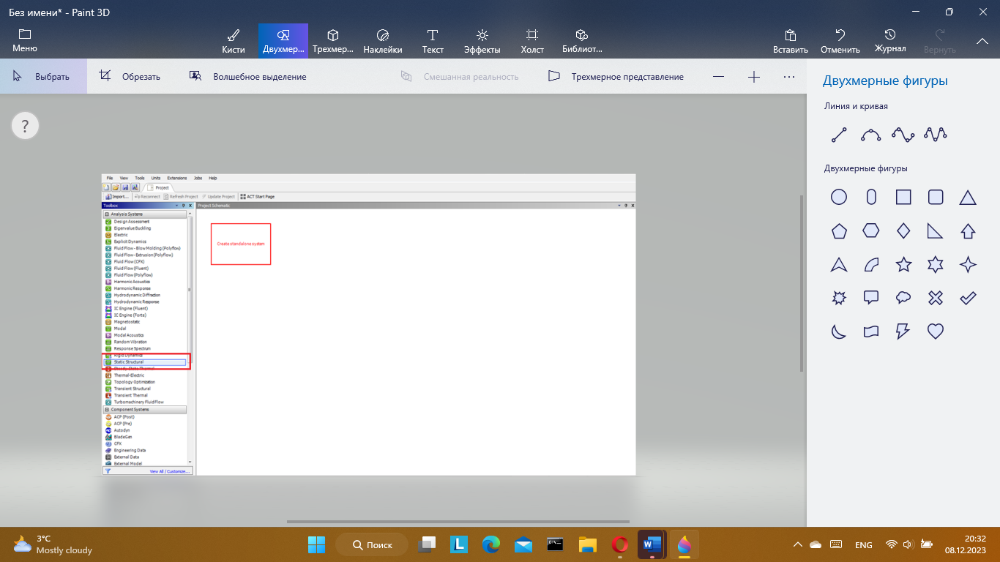 Без имени* - Paint 3D
Меню
Кисти
Двухмер...
Трехмер...
Наклейки
Текст
Эффекты
Холст
Библиот...
Вставить
Отменить
Журнал
Вернуть
Выбрать
Обрезать
Волшебное выделение
Смешанная реальность
Трехмерное представление
Двухмерные фигуры
Линия и кривая
Двухмерные фигуры
?
File View Tools Units Extensions Jobs Help
Project
Import... Reconnect Refresh Project Update Project ACT Start Page
Toolbox
Project Schematic
Analysis Systems
Design Assessment
Eigenvalue Buckling
Electric
Explicit Dynamics
Fluid Flow - Blow Molding (Polyflow)
Fluid Flow - Extrusion (Polyflow)
Fluid Flow (CFX)
Fluid Flow (Fluent)
Fluid Flow (Polyflow)
Harmonic Acoustics
Harmonic Response
Hydrodynamic Diffraction
Hydrodynamic Response
IC Engine (Fluent)
IC Engine (Forte)
Magnetostatic
Modal
Modal Acoustics
Random Vibration
Response Spectrum
Rigid Dynamics
Static Structural
Steady-State Thermal
Thermal-Electric
Topology Optimization
Transient Structural
Transient Thermal
Turbomachinery Fluid Flow
Component Systems
ACP (Post)
ACP (Pre)
Autodyn
BladeGen
CFX
Engineering Data
External Data
External Model
View All / Customize...
Create standalone system
3°C
Mostly cloudy
Поиск
ENG
20:32
08.12.2023